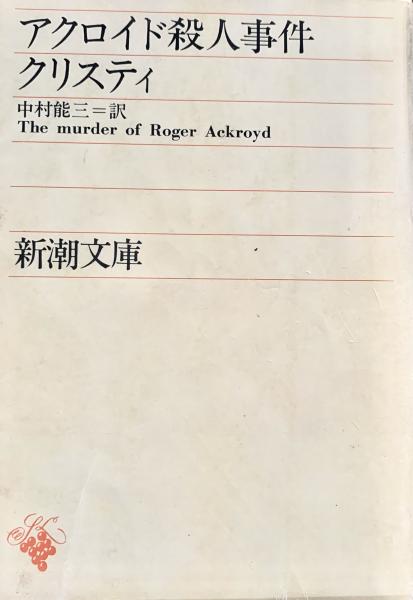 アクロイド殺人事件
クリスティ
中村能三＝訳
The murder of Roger Ackroyd
新潮文庫